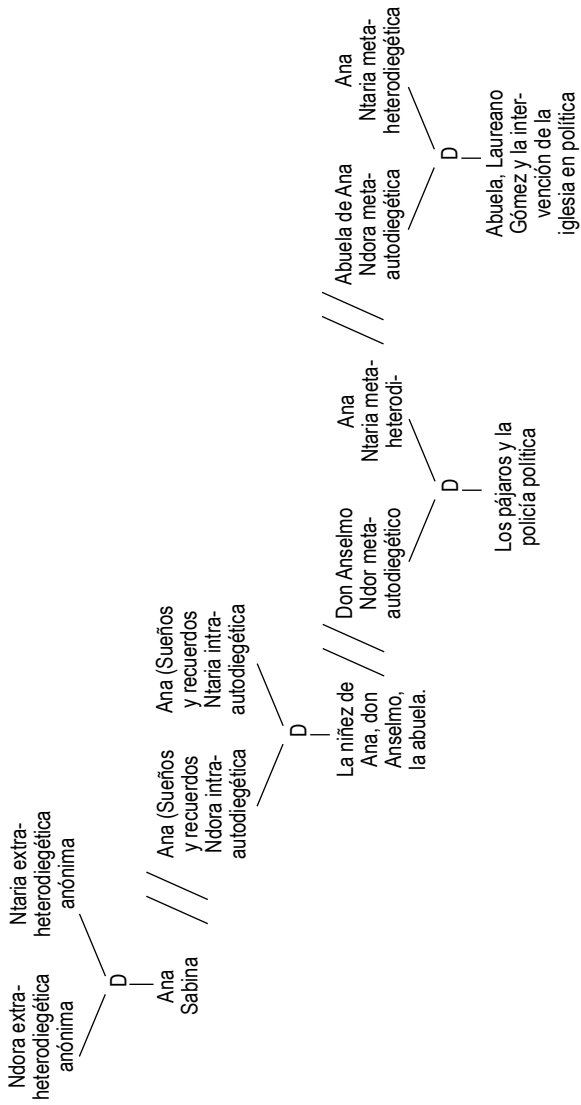 Ndora extra-
heterodiegética
anónima
Ntaria extra-
heterodiegética
anónima
D
Ana
Sabina
Ana (Sueños
y recuerdos
Ndora intra-
autodiegética
Ana (Sueños
y recuerdos
Ntaria intra-
autodiegética
D
La niñez de
Ana, don
Anselmo,
la abuela.
Don Anselmo
Ndor meta-
autodiegético
Ana
Ntaria meta-
heterodi-
D
Los pájaros y la
policía política
Abuela de Ana
Ndora meta-
autodiegética
Ana
Ntaria meta-
heterodiegética
D
Abuela, Laureano
Gómez y la inter-
vención de la
iglesia en política